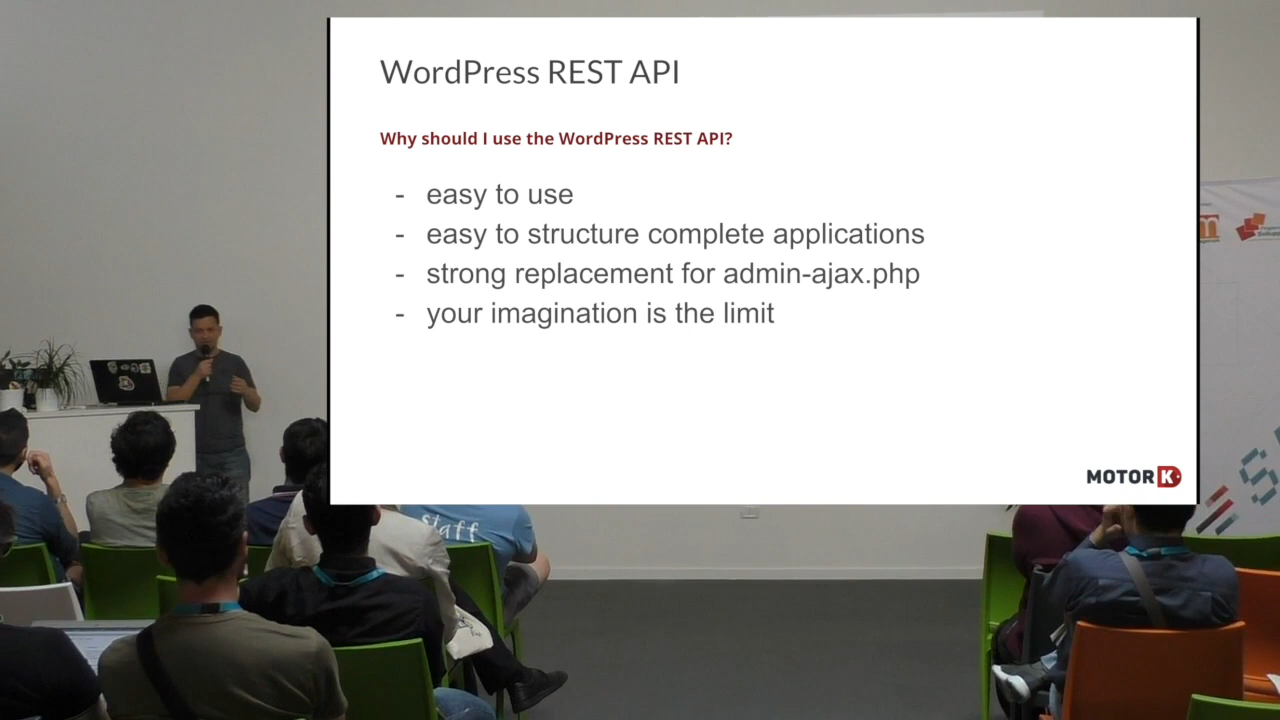 WordPress REST API
Why should I use the WordPress REST API?
- easy to use
- easy to structure complete applications
- strong replacement for admin-ajax.php
- your imagination is the limit
MOTORK
Staff